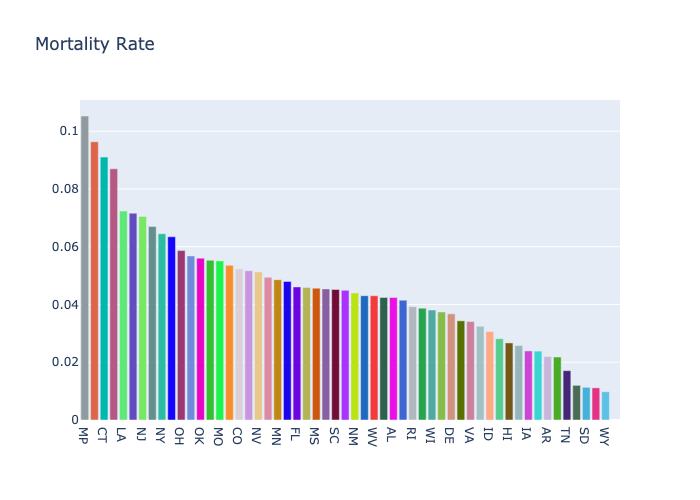 Mortality Rate
0.1
0.08
0.06
0.04
0.02
0
MP
CT
LA
NJ
NY
OH
OK
MO
CO
NV
MN
FL
MS
SC
NM
WV
AL
RI
WI
DE
VA
ID
HI
IA
AR
TN
SD
WY